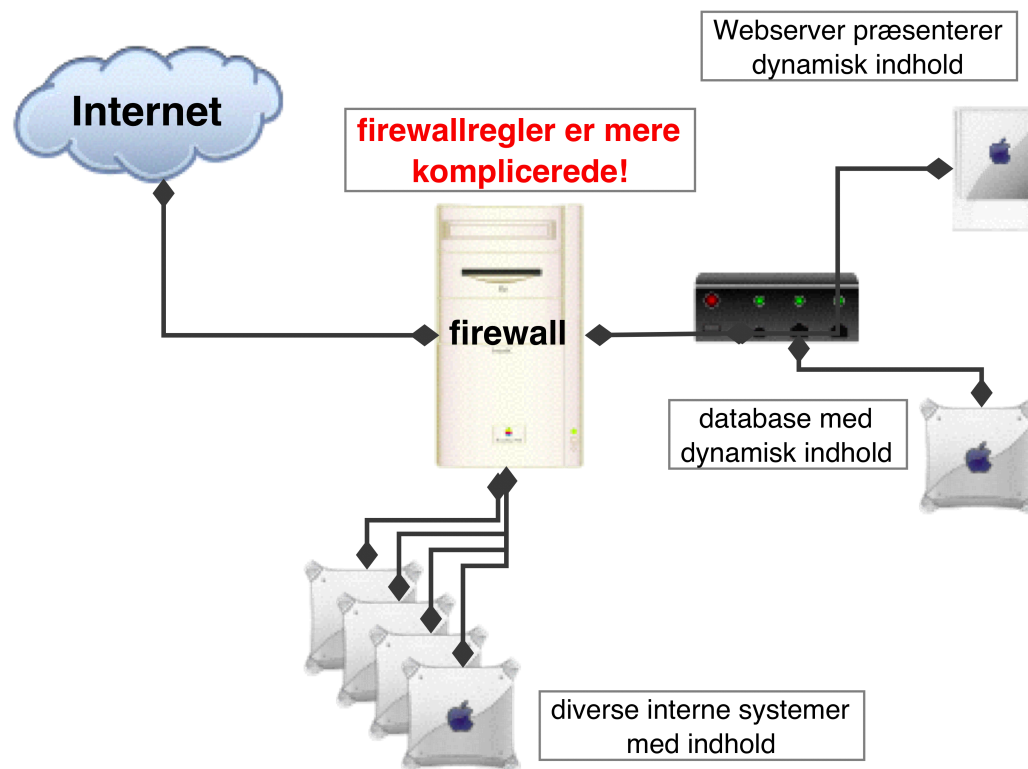 Webserver præsenterer
dynamisk indhold
Internet
firewallregler er mere
komplicerede!
firewall
database med
dynamisk indhold
diverse interne systemer
med indhold